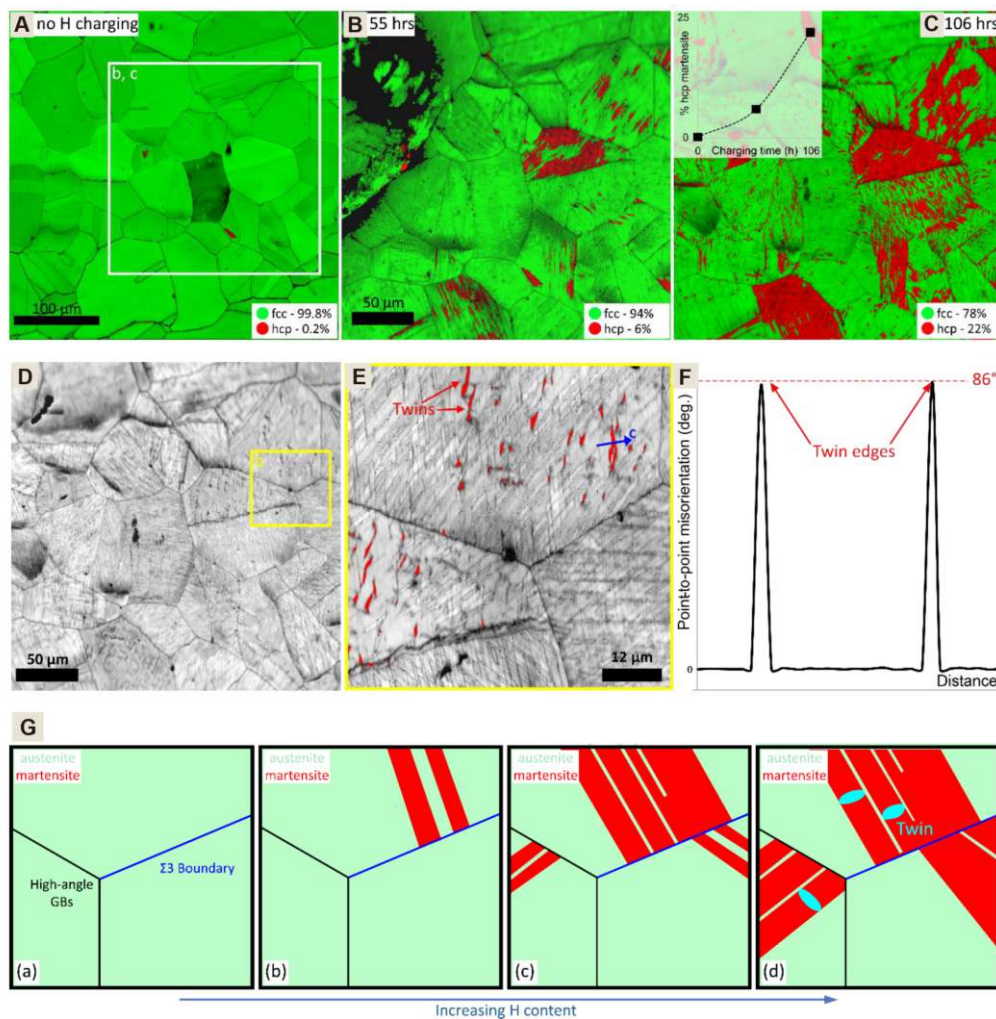 A
no H charging
b, c
100 µm
fcc - 99.8%
hcp - 0.2%
B
55 hrs
50 µm
fcc - 94%
hcp - 6%
C
106 hrs
25
% hcp martensite
0
0
Charging time (h)
106
fcc - 78%
hcp - 22%
D
50 µm
E
Twins
c
12 µm
F
Point-to-point misorientation (deg.)
86°
Twin edges
0
Distance
G
austenite
martensite
High-angle
GBs
Σ3 Boundary
(a)
austenite
martensite
(b)
austenite
martensite
(c)
austenite
martensite
Twin
(d)
Increasing H content